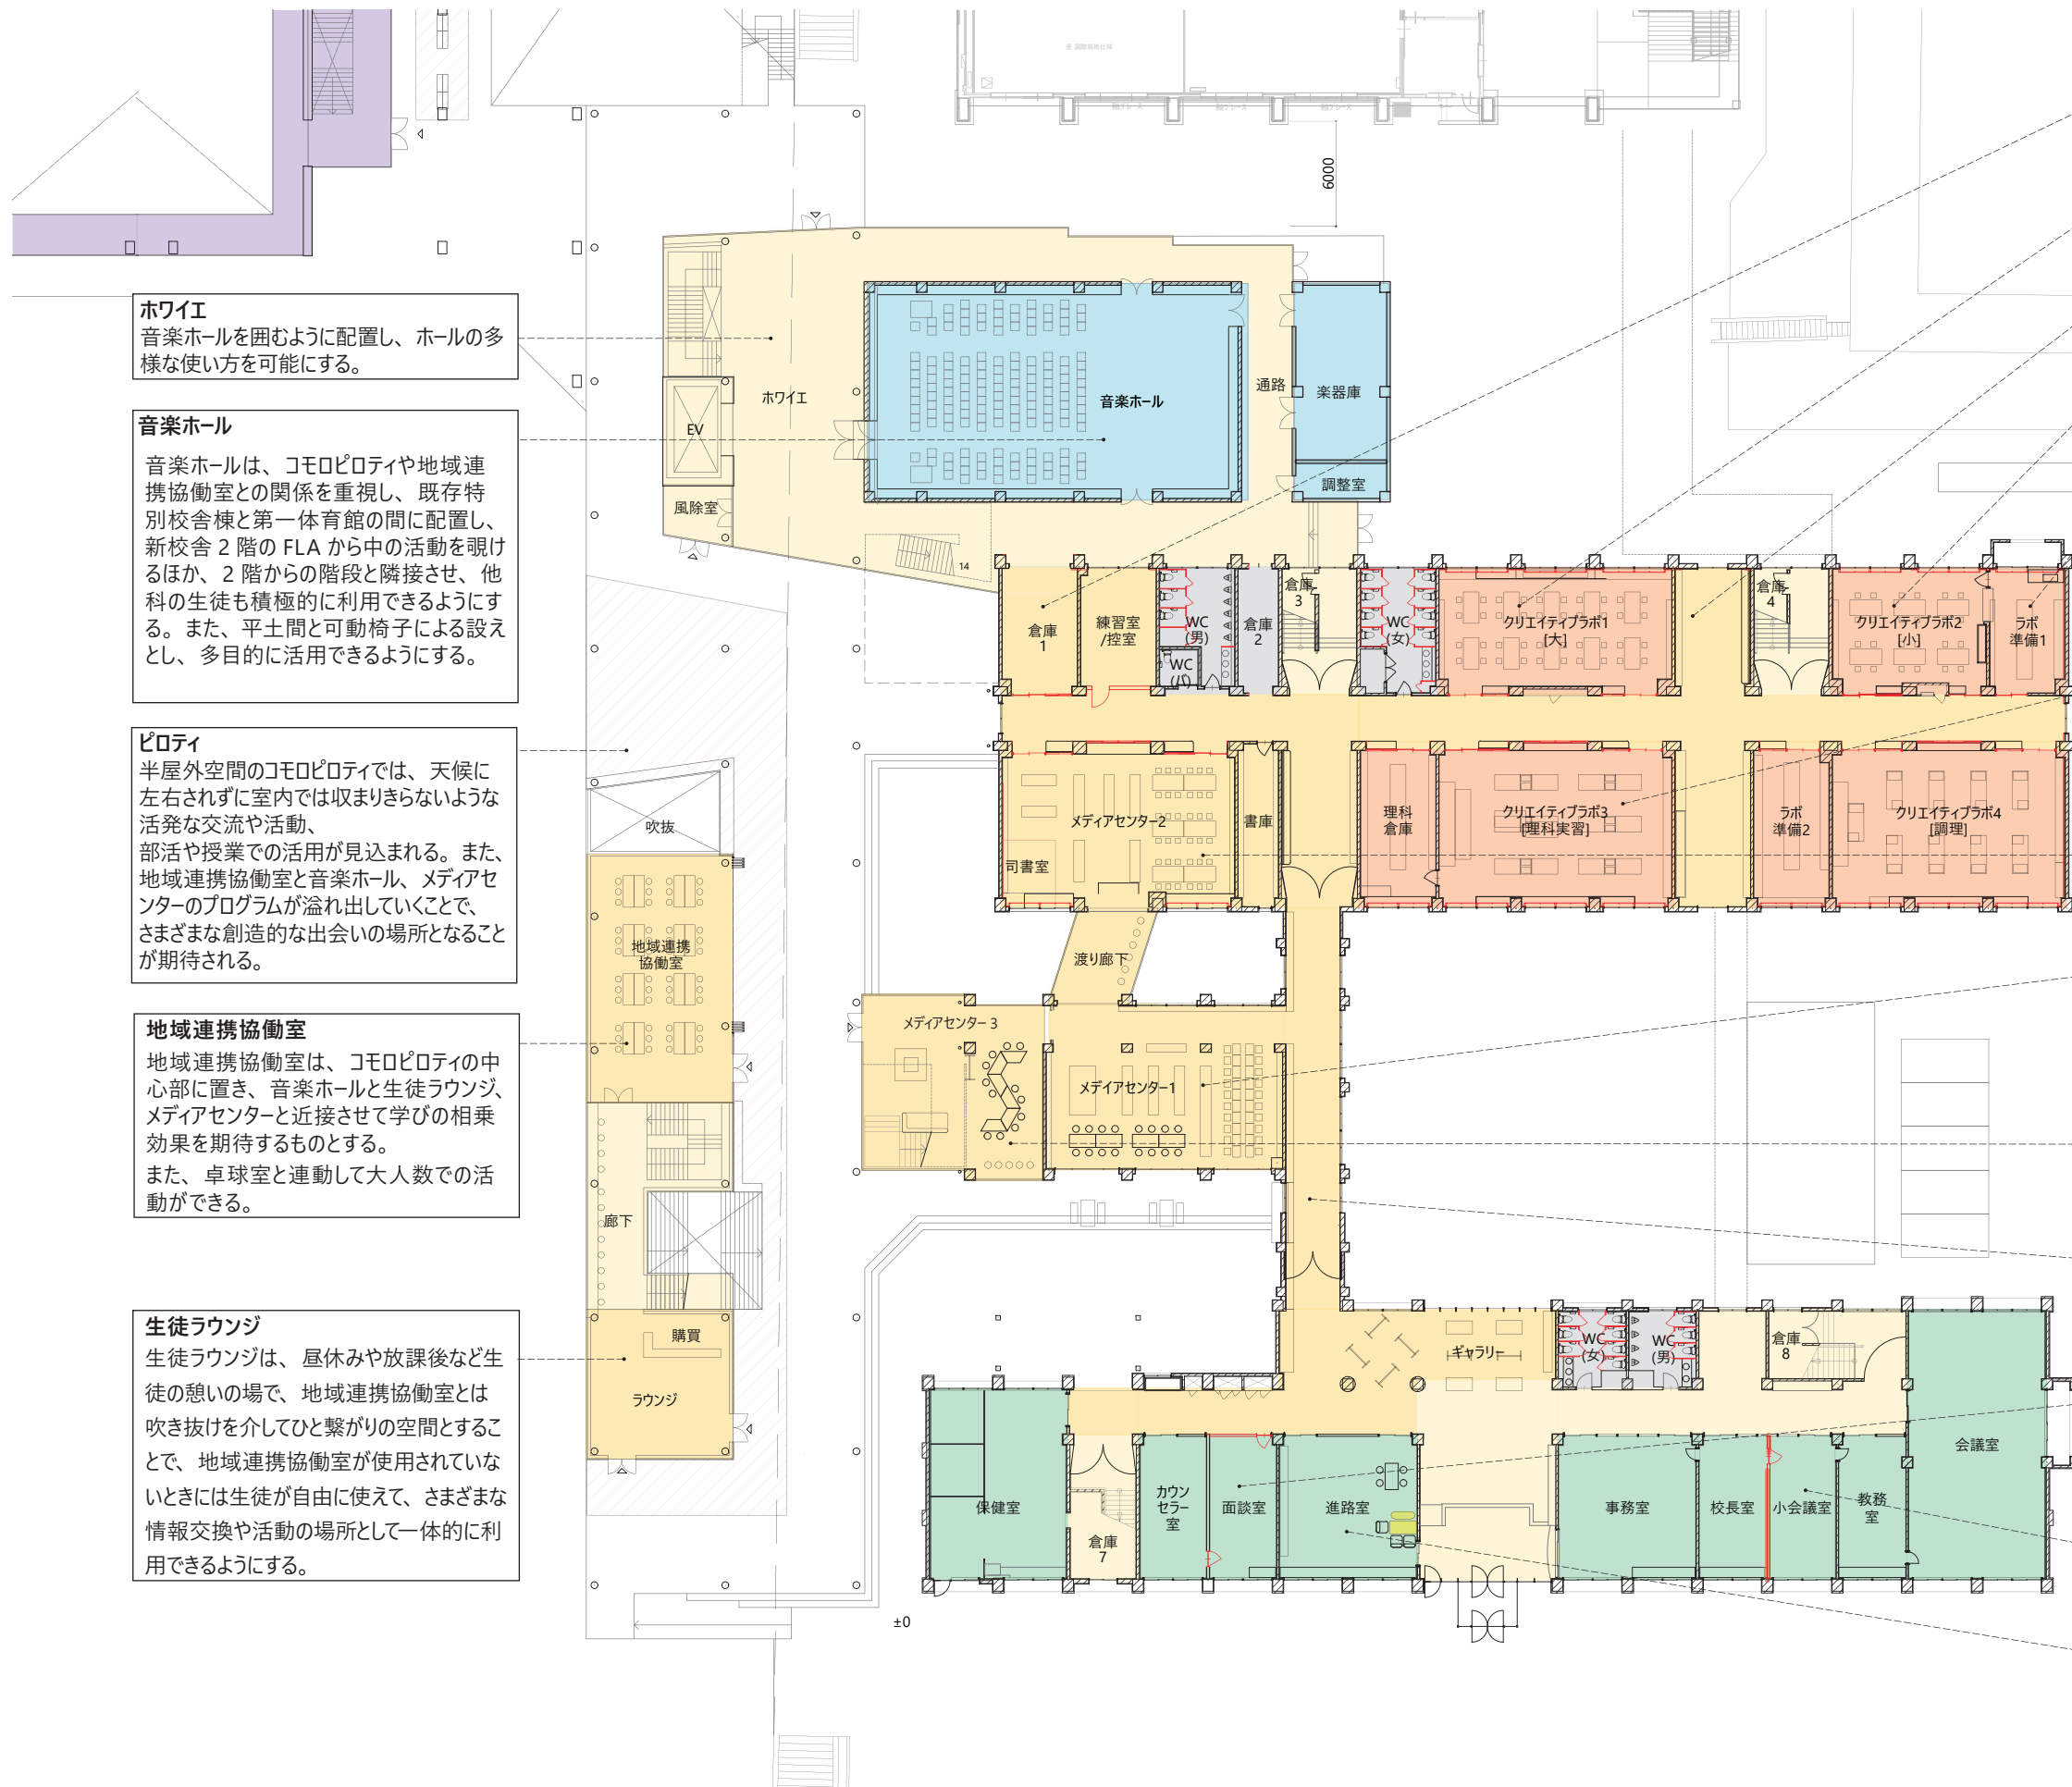 6000
ホワイエ
音楽ホールを囲むように配置し、ホールの多
様な使い方を可能にする。
音楽ホール
音楽ホールは、コモロピロティや地域連
携協働室との関係を重視し、既存特
別校舎棟と第一体育館の間に配置し、
新校舎 2 階の FLA から中の活動を覗け
るほか、2 階からの階段と隣接させ、他
科の生徒も積極的に利用できるようにす
る。また、平土間と可動椅子による設え
とし、多目的に活用できるようにする。
ピロティ
半屋外空間のコモロピロティでは、天候に
左右されずに室内では収まりきらないような
活発な交流や活動、
部活や授業での活用が見込まれる。また、
地域連携協働室と音楽ホール、メディアセ
ンターのプログラムが溢れ出していくことで、
さまざまな創造的な出会いの場所となること
が期待される。
地域連携協働室
地域連携協働室は、コモロピロティの中
心部に置き、音楽ホールと生徒ラウンジ、
メディアセンターと近接させて学びの相乗
効果を期待するものとする。
また、卓球室と連動して大人数での活
動ができる。
生徒ラウンジ
生徒ラウンジは、昼休みや放課後など生
徒の憩いの場で、地域連携協働室とは
吹き抜けを介してひと繋がりの空間とするこ
とで、地域連携協働室が使用されていな
いときには生徒が自由に使えて、さまざまな
情報交換や活動の場所として一体的に利
用できるようにする。
ホワイエ
EV
風除室
音楽ホール
通路
楽器庫
調整室
14
倉庫
1
練習室
/控室
WC
(男)
WC
(バ)
倉庫
2
倉庫
3
WC
(女)
クリエイティブラボ1
[大]
倉庫
4
クリエイティブラボ2
[小]
ラボ
準備1
メディアセンター2
司書室
書庫
理科
倉庫
クリエイティブラボ3
[理科実習]
ラボ
準備2
クリエイティブラボ4
[調理]
吹抜
地域連携
協働室
渡り廊下
メディアセンター 3
メデイアセンター1
廊下
購買
ラウンジ
ギャラリー
WC
(女)
WC
(男)
倉庫
8
保健室
倉庫
7
カウン
セラー
室
面談室
進路室
事務室
校長室
小会議室
教務
室
会議室
±0